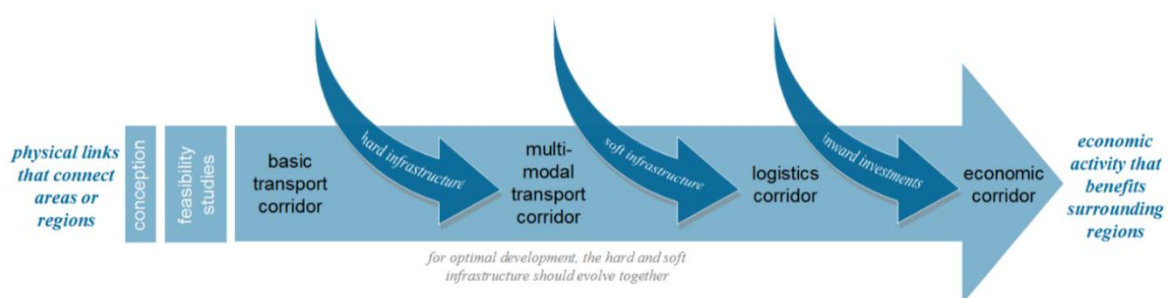 physical links
that connect
areas or
regions
conception
feasibility
studies
basic
transport
corridor
hard infrastructure
multi-
modal
transport
corridor
soft infrastructure
logistics
corridor
inward investments
economic
corridor
economic
activity that
benefits
surrounding
regions
for optimal development, the hard and soft
infrastructure should evolve together